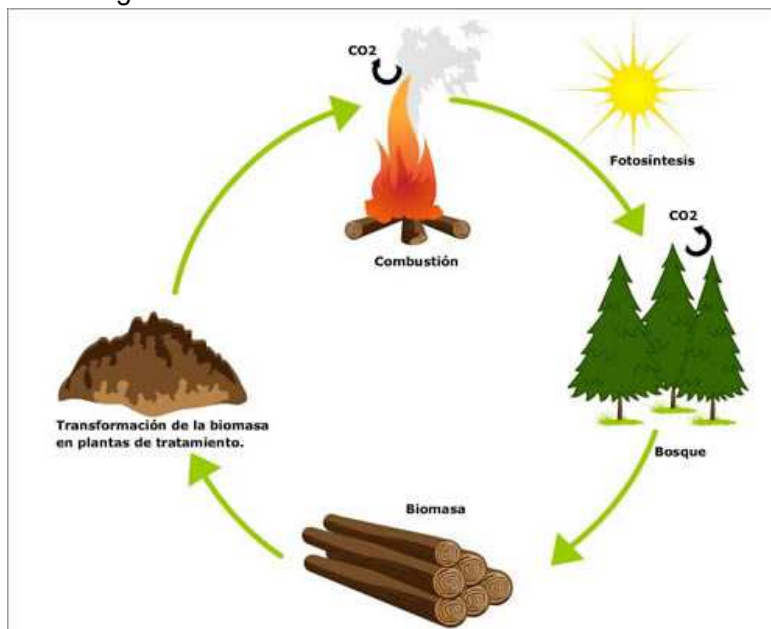 CO2
Fotosíntesis
CO2
Combustión
Transformación de la biomasa
en plantas de tratamiento.
Bosque
Biomasa